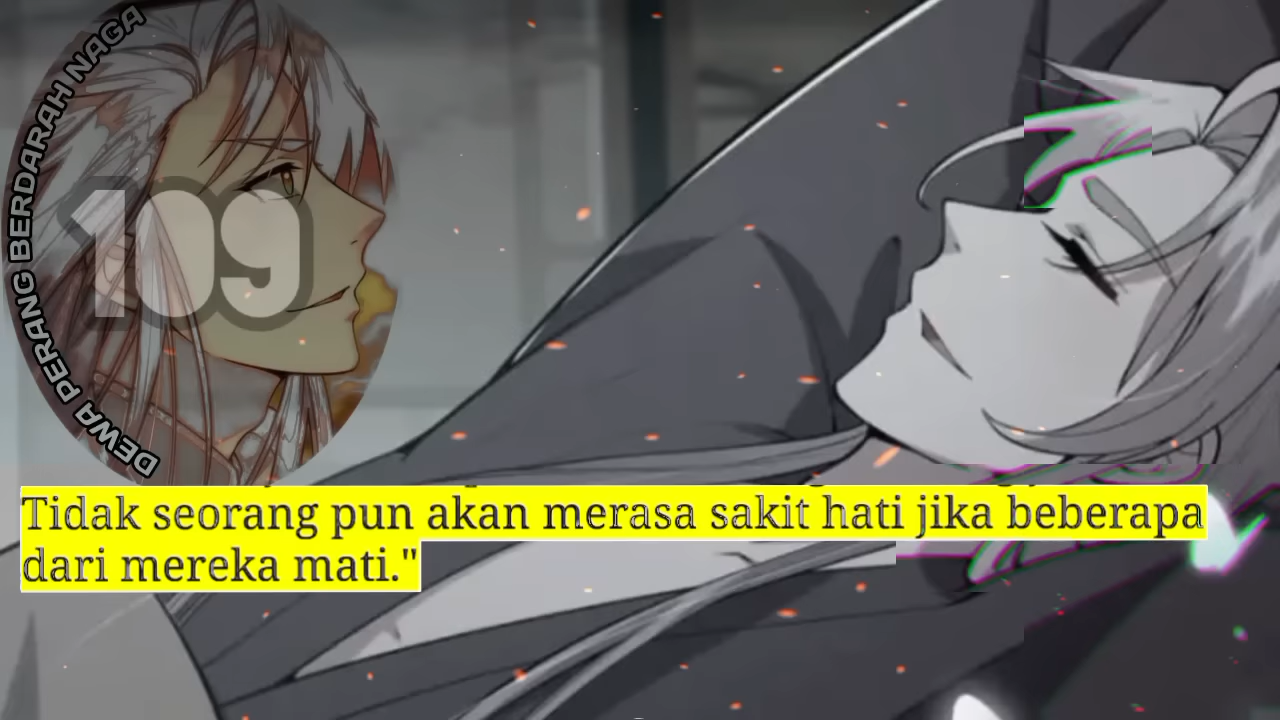 DEWA PERANG BERDARAH NAGA
109
Tidak seorang pun akan merasa sakit hati jika beberapa
dari mereka mati."